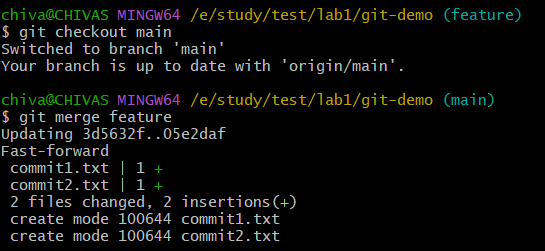 chiva@CHIVAS MINGW64 /e/study/test/lab1/git-demo (feature)
$ git checkout main
Switched to branch 'main'
Your branch is up to date with 'origin/main'.
chiva@CHIVAS MINGW64 /e/study/test/lab1/git-demo (main)
$ git merge feature
Updating 3d5632f..05e2daf
Fast-forward
commit1.txt | 1 +
commit2.txt | 1 +
2 files changed, 2 insertions(+)
create mode 100644 commit1.txt
create mode 100644 commit2.txt